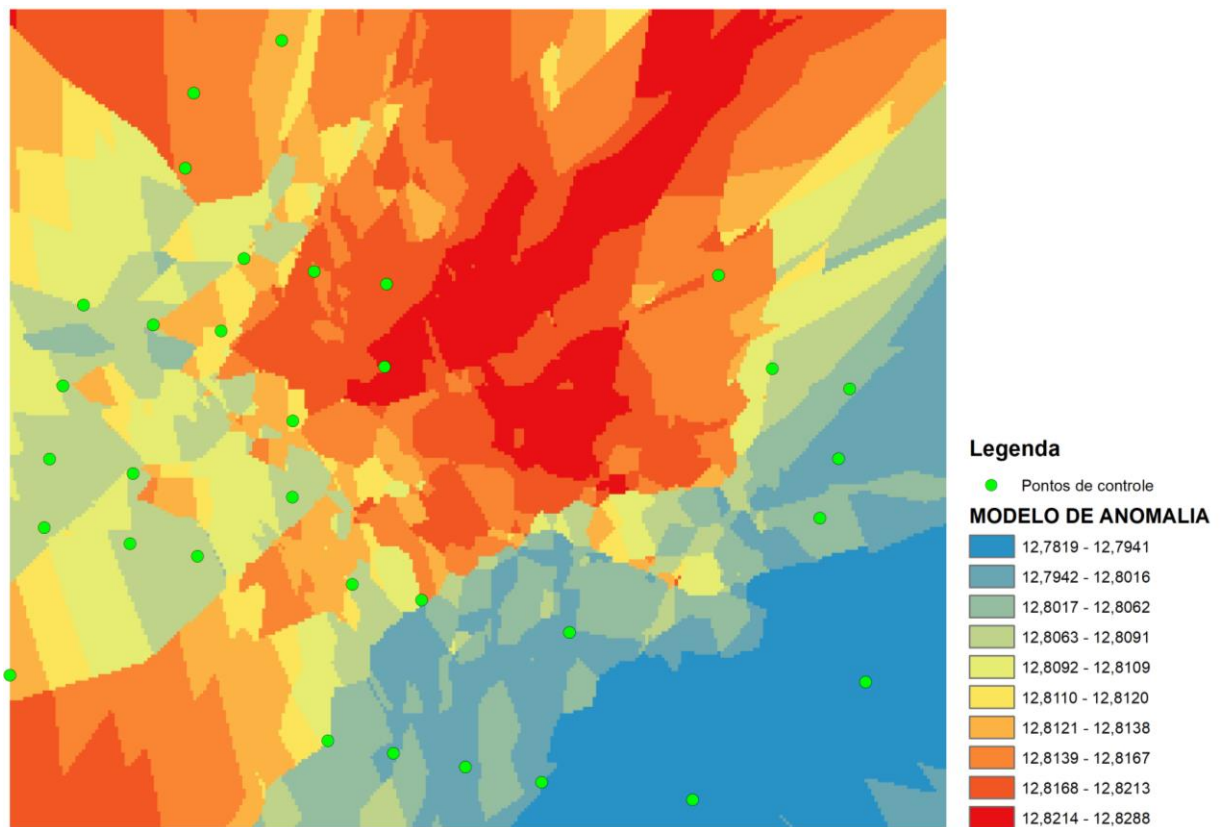 Legenda
Pontos de controle
MODELO DE ANOMALIA
12,7819 - 12,7941
12,7942 - 12,8016
12,8017 - 12,8062
12,8063 - 12,8091
12,8092 - 12,8109
12,8110 - 12,8120
12,8121 - 12,8138
12,8139 - 12,8167
12,8168 - 12,8213
12,8214 - 12,8288